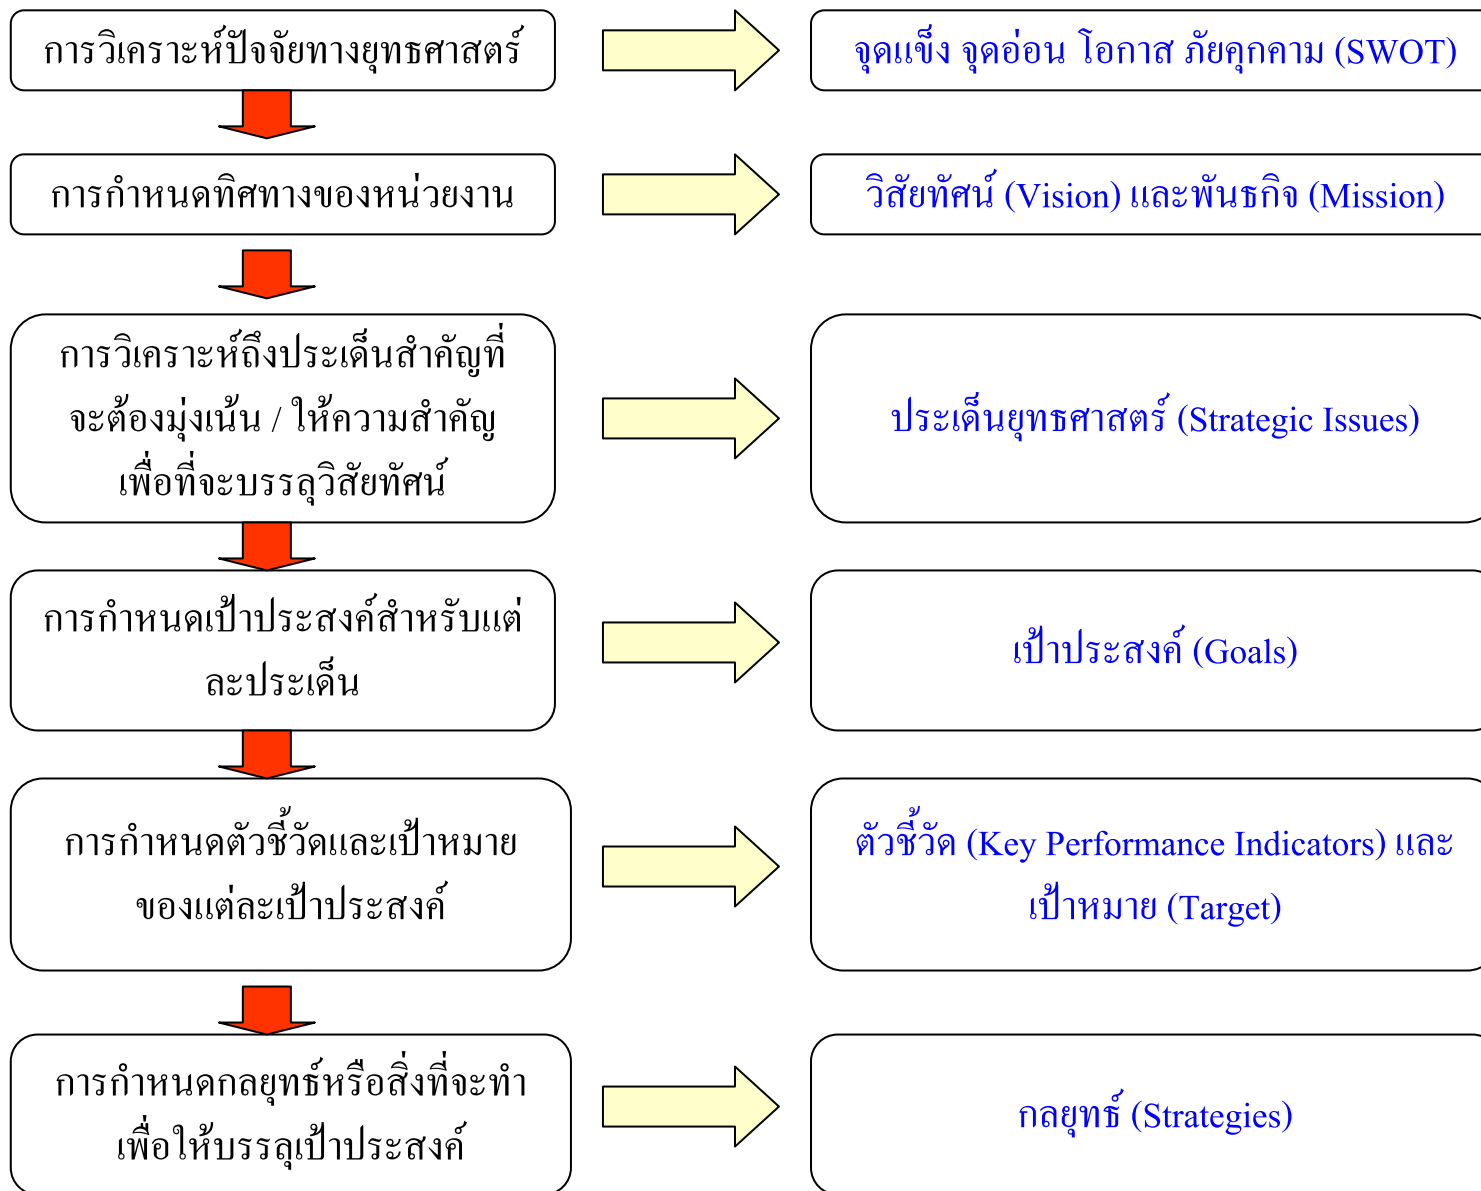 การวิเคราะห์ปัจจัยทางยุทธศาสตร์
จุดแข็ง จุดอ่อน โอกาส ภัยคุกคาม (SWOT)
การกำหนดทิศทางของหน่วยงาน
วิสัยทัศน์ (Vision) และพันธกิจ (Mission)
การวิเคราะห์ถึงประเด็นสำคัญที่
จะต้องมุ่งเน้น / ให้ความสำคัญ
เพื่อที่จะบรรลุวิสัยทัศน์
ประเด็นยุทธศาสตร์ (Strategic Issues)
การกำหนดเป้าประสงค์สำหรับแต่
ละประเด็น
เป้าประสงค์ (Goals)
การกำหนดตัวชี้วัดและเป้าหมาย
ของแต่ละเป้าประสงค์
ตัวชี้วัด (Key Performance Indicators) และ
เป้าหมาย (Target)
การกำหนดกลยุทธ์หรือสิ่งที่จะทำ
เพื่อให้บรรลุเป้าประสงค์
กลยุทธ์ (Strategies)